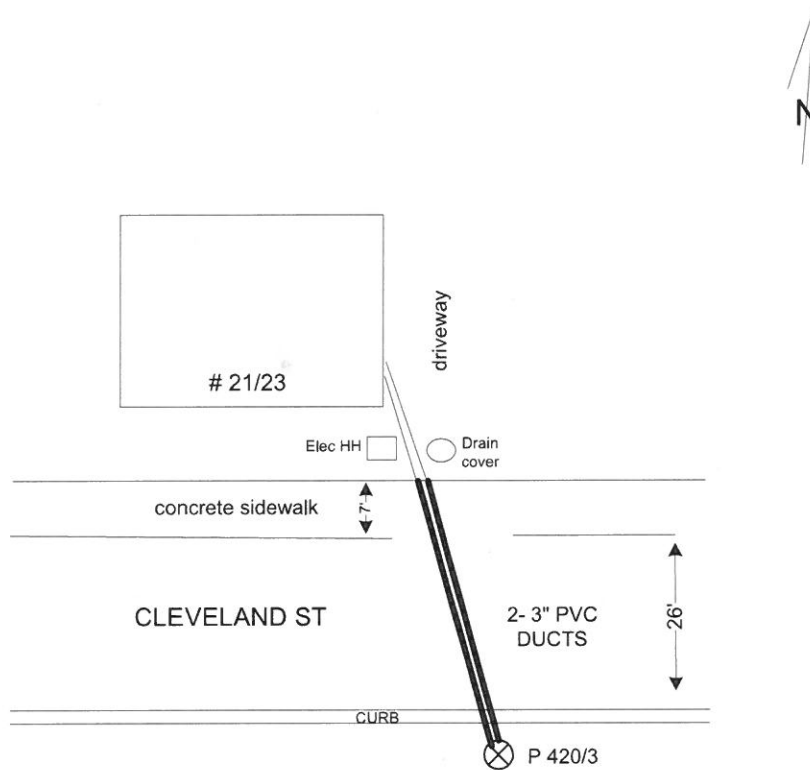 N
driveway
# 21/23
Elec HH
Drain
cover
concrete sidewalk
7'
CLEVELAND ST
2- 3" PVC
DUCTS
26'
CURB
P 420/3